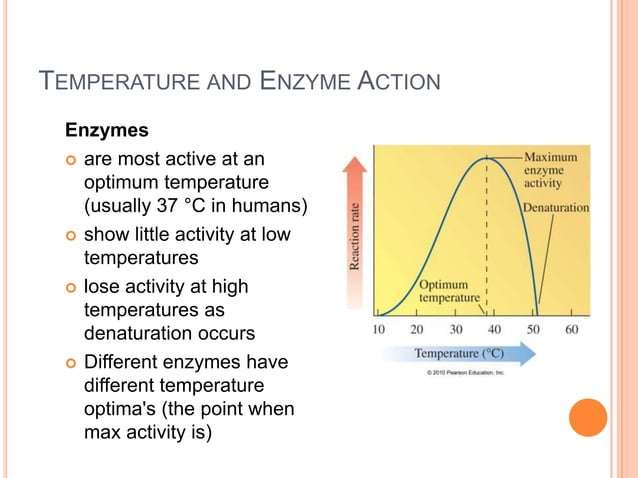 TEMPERATURE AND ENZYME ACTION
Enzymes
are most active at an
optimum temperature
(usually 37 °C in humans)
show little activity at low
temperatures
lose activity at high
temperatures as
denaturation occurs
Different enzymes have
different temperature
optima's (the point when
max activity is)
Reaction rate
Maximum
enzyme
activity
Denaturation
Optimum
temperature
10 20 30 40 50 60
Temperature (°C)
© 2010 Pearson Education, Inc.